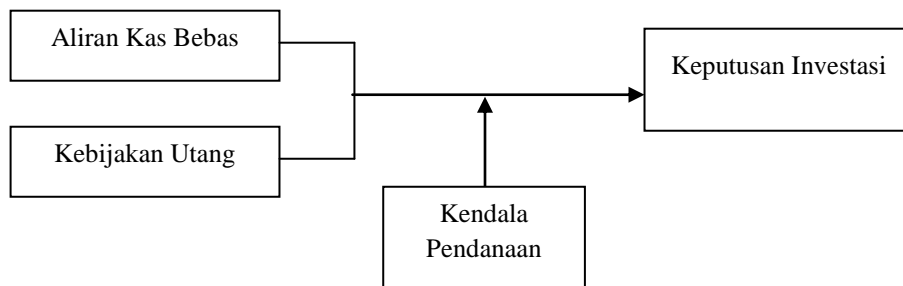 Aliran Kas Bebas
Keputusan Investasi
Kebijakan Utang
Kendala
Pendanaan